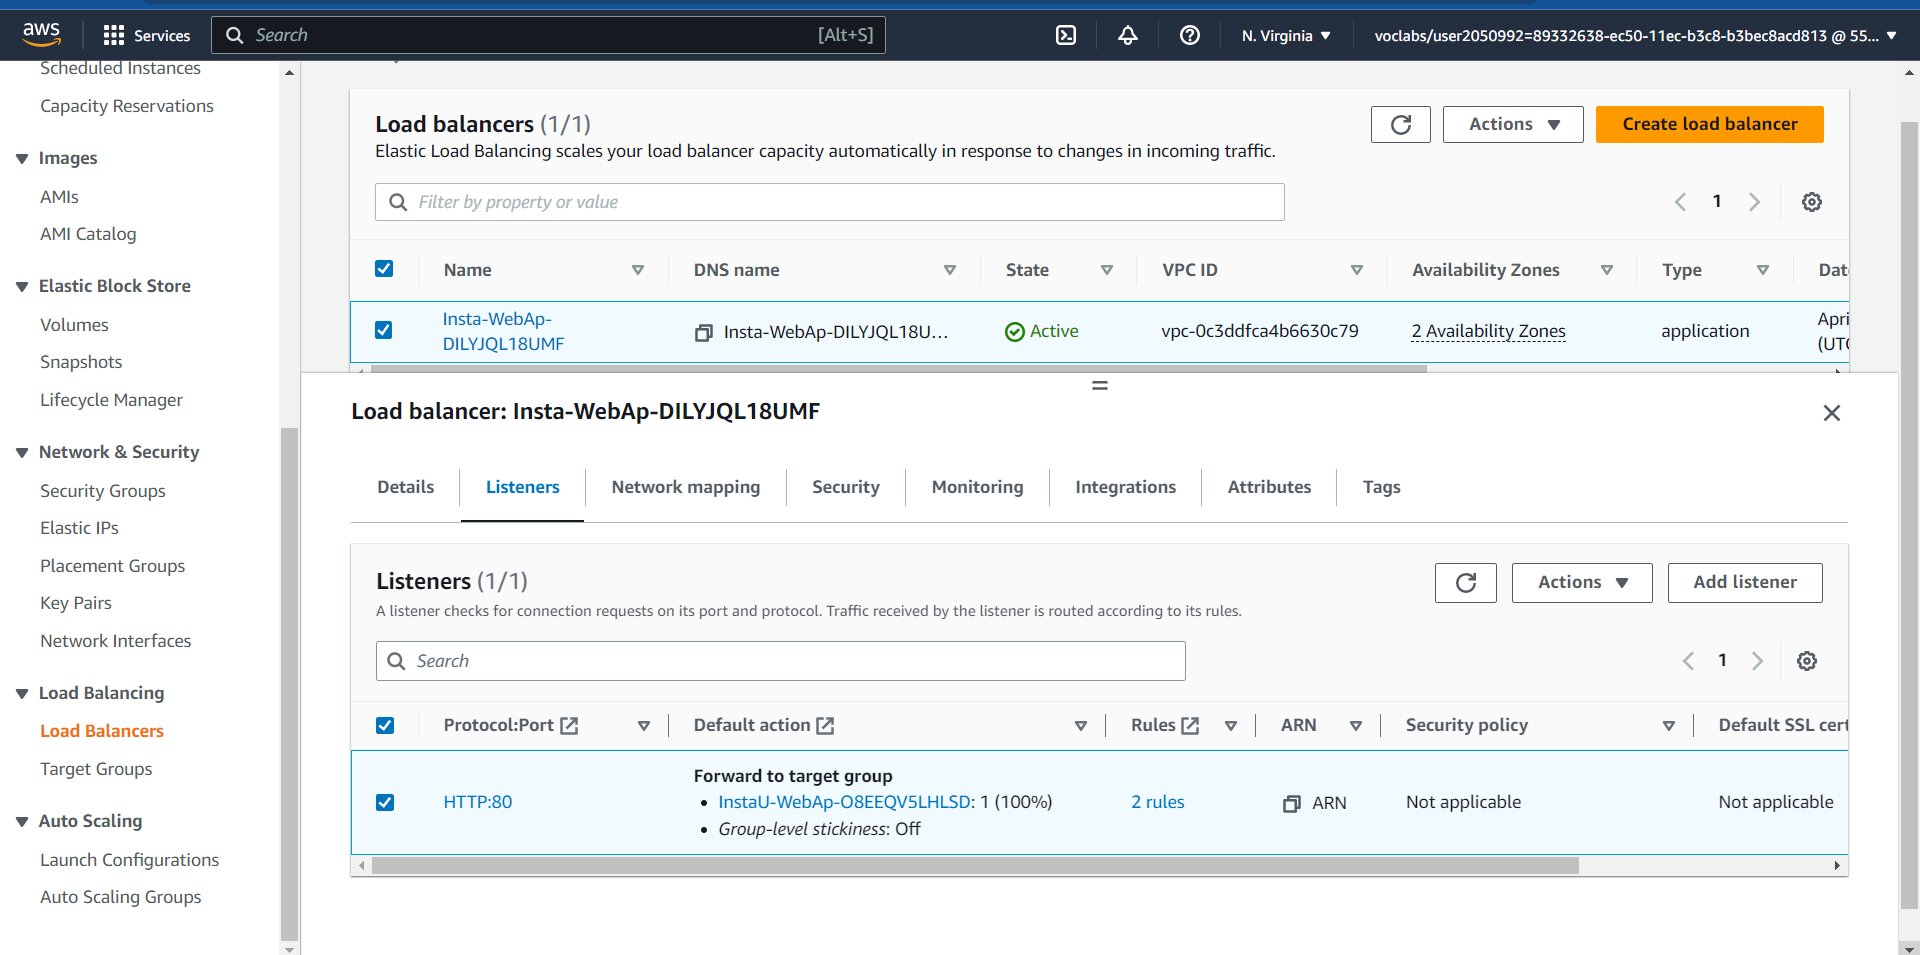 aws
Services
Search
[Alt+S]
N. Virginia
voclabs/user2050992=89332638-ec50-11ec-b3c8-b3bec8acd813 @ 55...
Scheduled Instances
Capacity Reservations
Images
AMIs
AMI Catalog
Elastic Block Store
Volumes
Snapshots
Lifecycle Manager
Network & Security
Security Groups
Elastic IPs
Placement Groups
Key Pairs
Network Interfaces
Load Balancing
Load Balancers
Target Groups
Auto Scaling
Launch Configurations
Auto Scaling Groups
Load balancers (1/1)
Elastic Load Balancing scales your load balancer capacity automatically in response to changes in incoming traffic.
Actions
Create load balancer
Filter by property or value
1
Name
DNS name
State
VPC ID
Availability Zones
Type
Dat
Insta-WebAp-
DILYJQL18UMF
Insta-WebAp-DILYJQL18U...
Active
vpc-0c3ddfca4b6630c79
2 Availability Zones
application
Apri
(UTC
Load balancer: Insta-WebAp-DILYJQL18UMF
Details
Listeners
Network mapping
Security
Monitoring
Integrations
Attributes
Tags
Listeners (1/1)
A listener checks for connection requests on its port and protocol. Traffic received by the listener is routed according to its rules.
Actions
Add listener
Search
1
Protocol:Port
Default action
Rules
ARN
Security policy
Default SSL cert
HTTP:80
Forward to target group
• InstaU-WebAp-O8EEQV5LHLSD: 1 (100%)
• Group-level stickiness: Off
2 rules
ARN
Not applicable
Not applicable